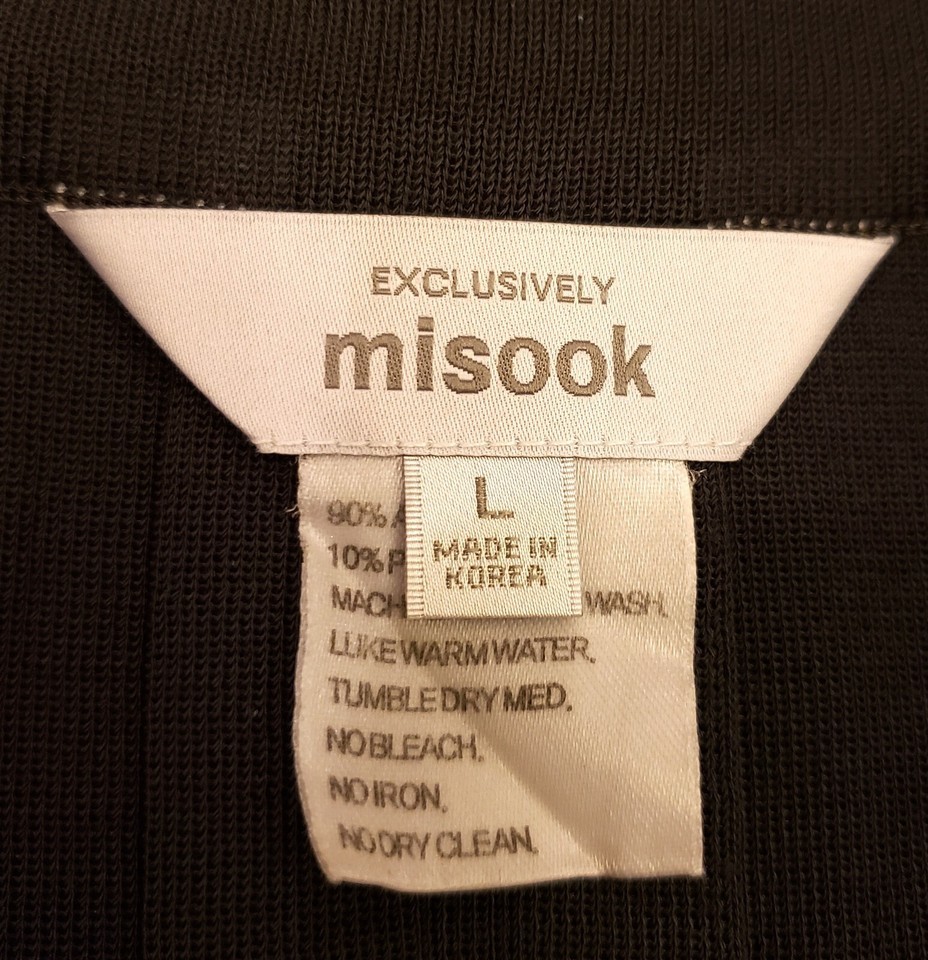 EXCLUSIVELY
misook
L
MADE IN
KOREA
90%
10%
WASH.
LUKE WARM WATER.
TUMBLE DRY MED.
NO BLEACH.
NO IRON.
NO DRY CLEAN.